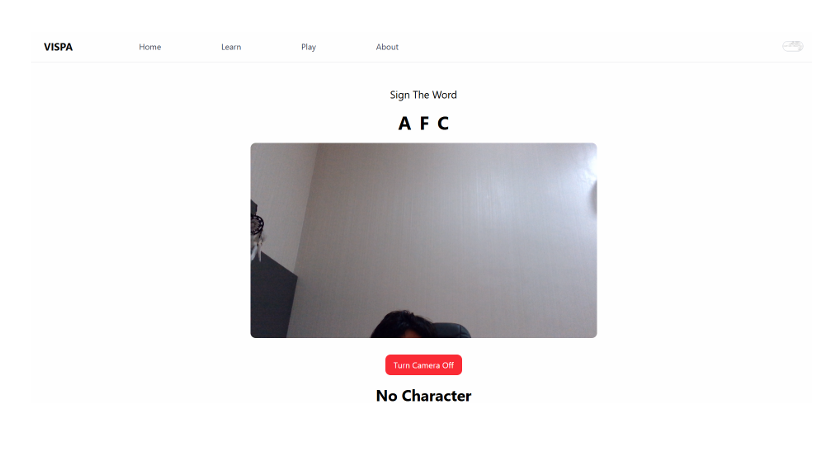 VISPA Home Learn Play About
Sign The Word
A F C
Turn Camera Off
No Character